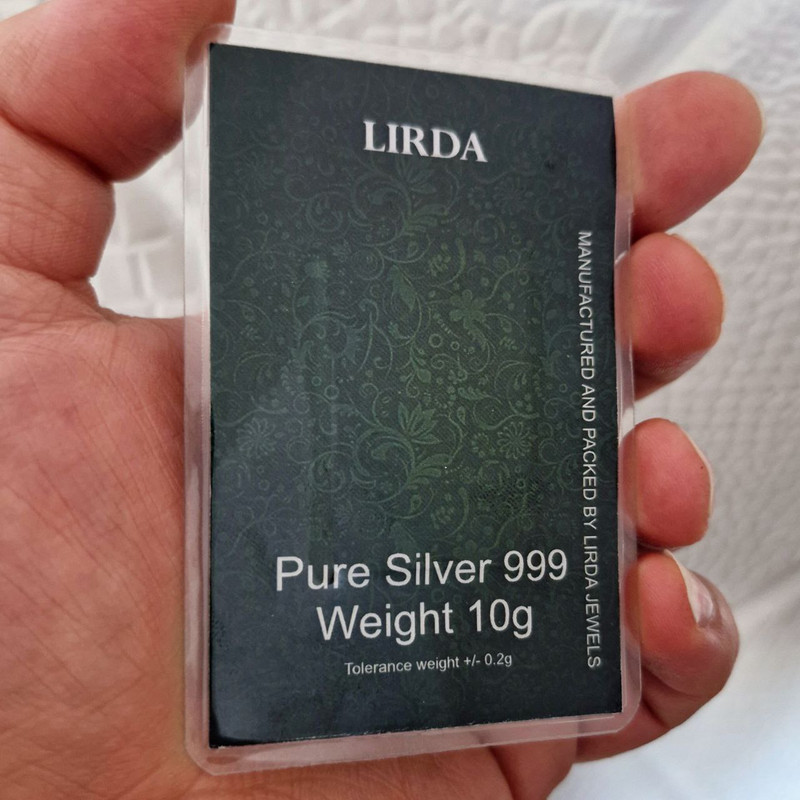 LIRDA
MANUFACTURED AND PACKED BY LIRDA JEWELS
Pure Silver 999
Weight 10g
Tolerance weight +/- 0.2g